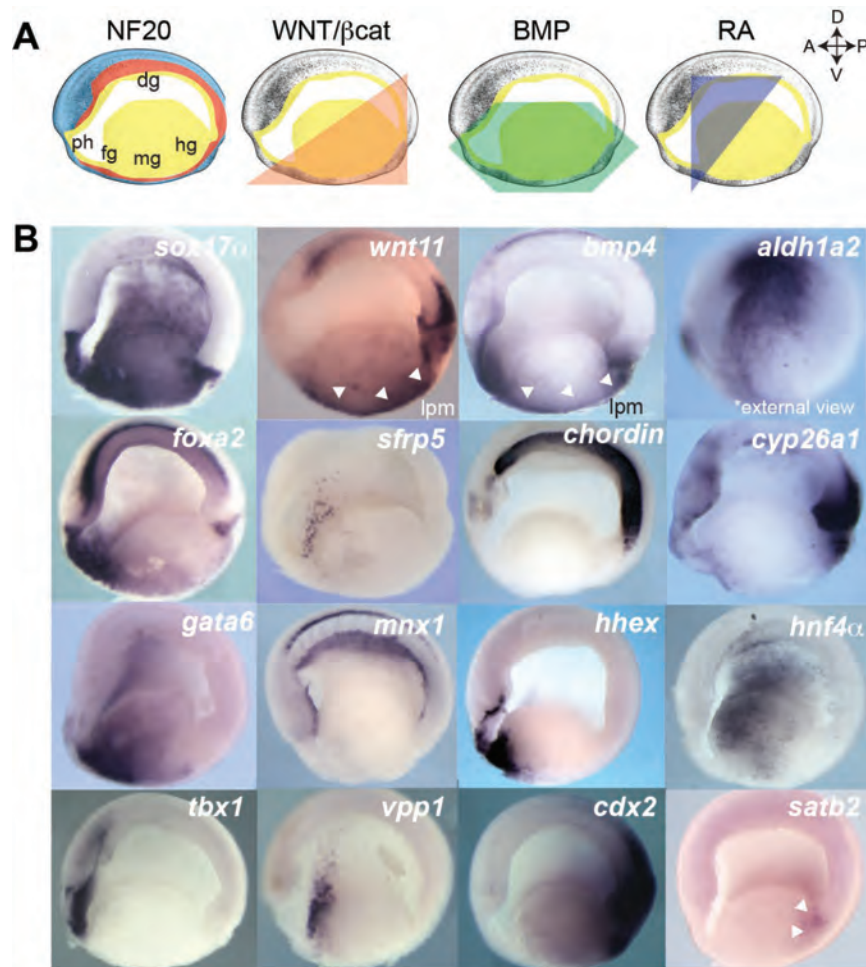 A
NF20
WNT/βcat
BMP
RA
D
A
P
V
dg
ph
fg
mg
hg
B
sox17α
wnt11
bmp4
aldh1a2
lpm
lpm
*external view
foxa2
sfrp5
chordin
cyp26a1
gata6
mnx1
hhex
hnf4α
tbx1
vpp1
cdx2
satb2